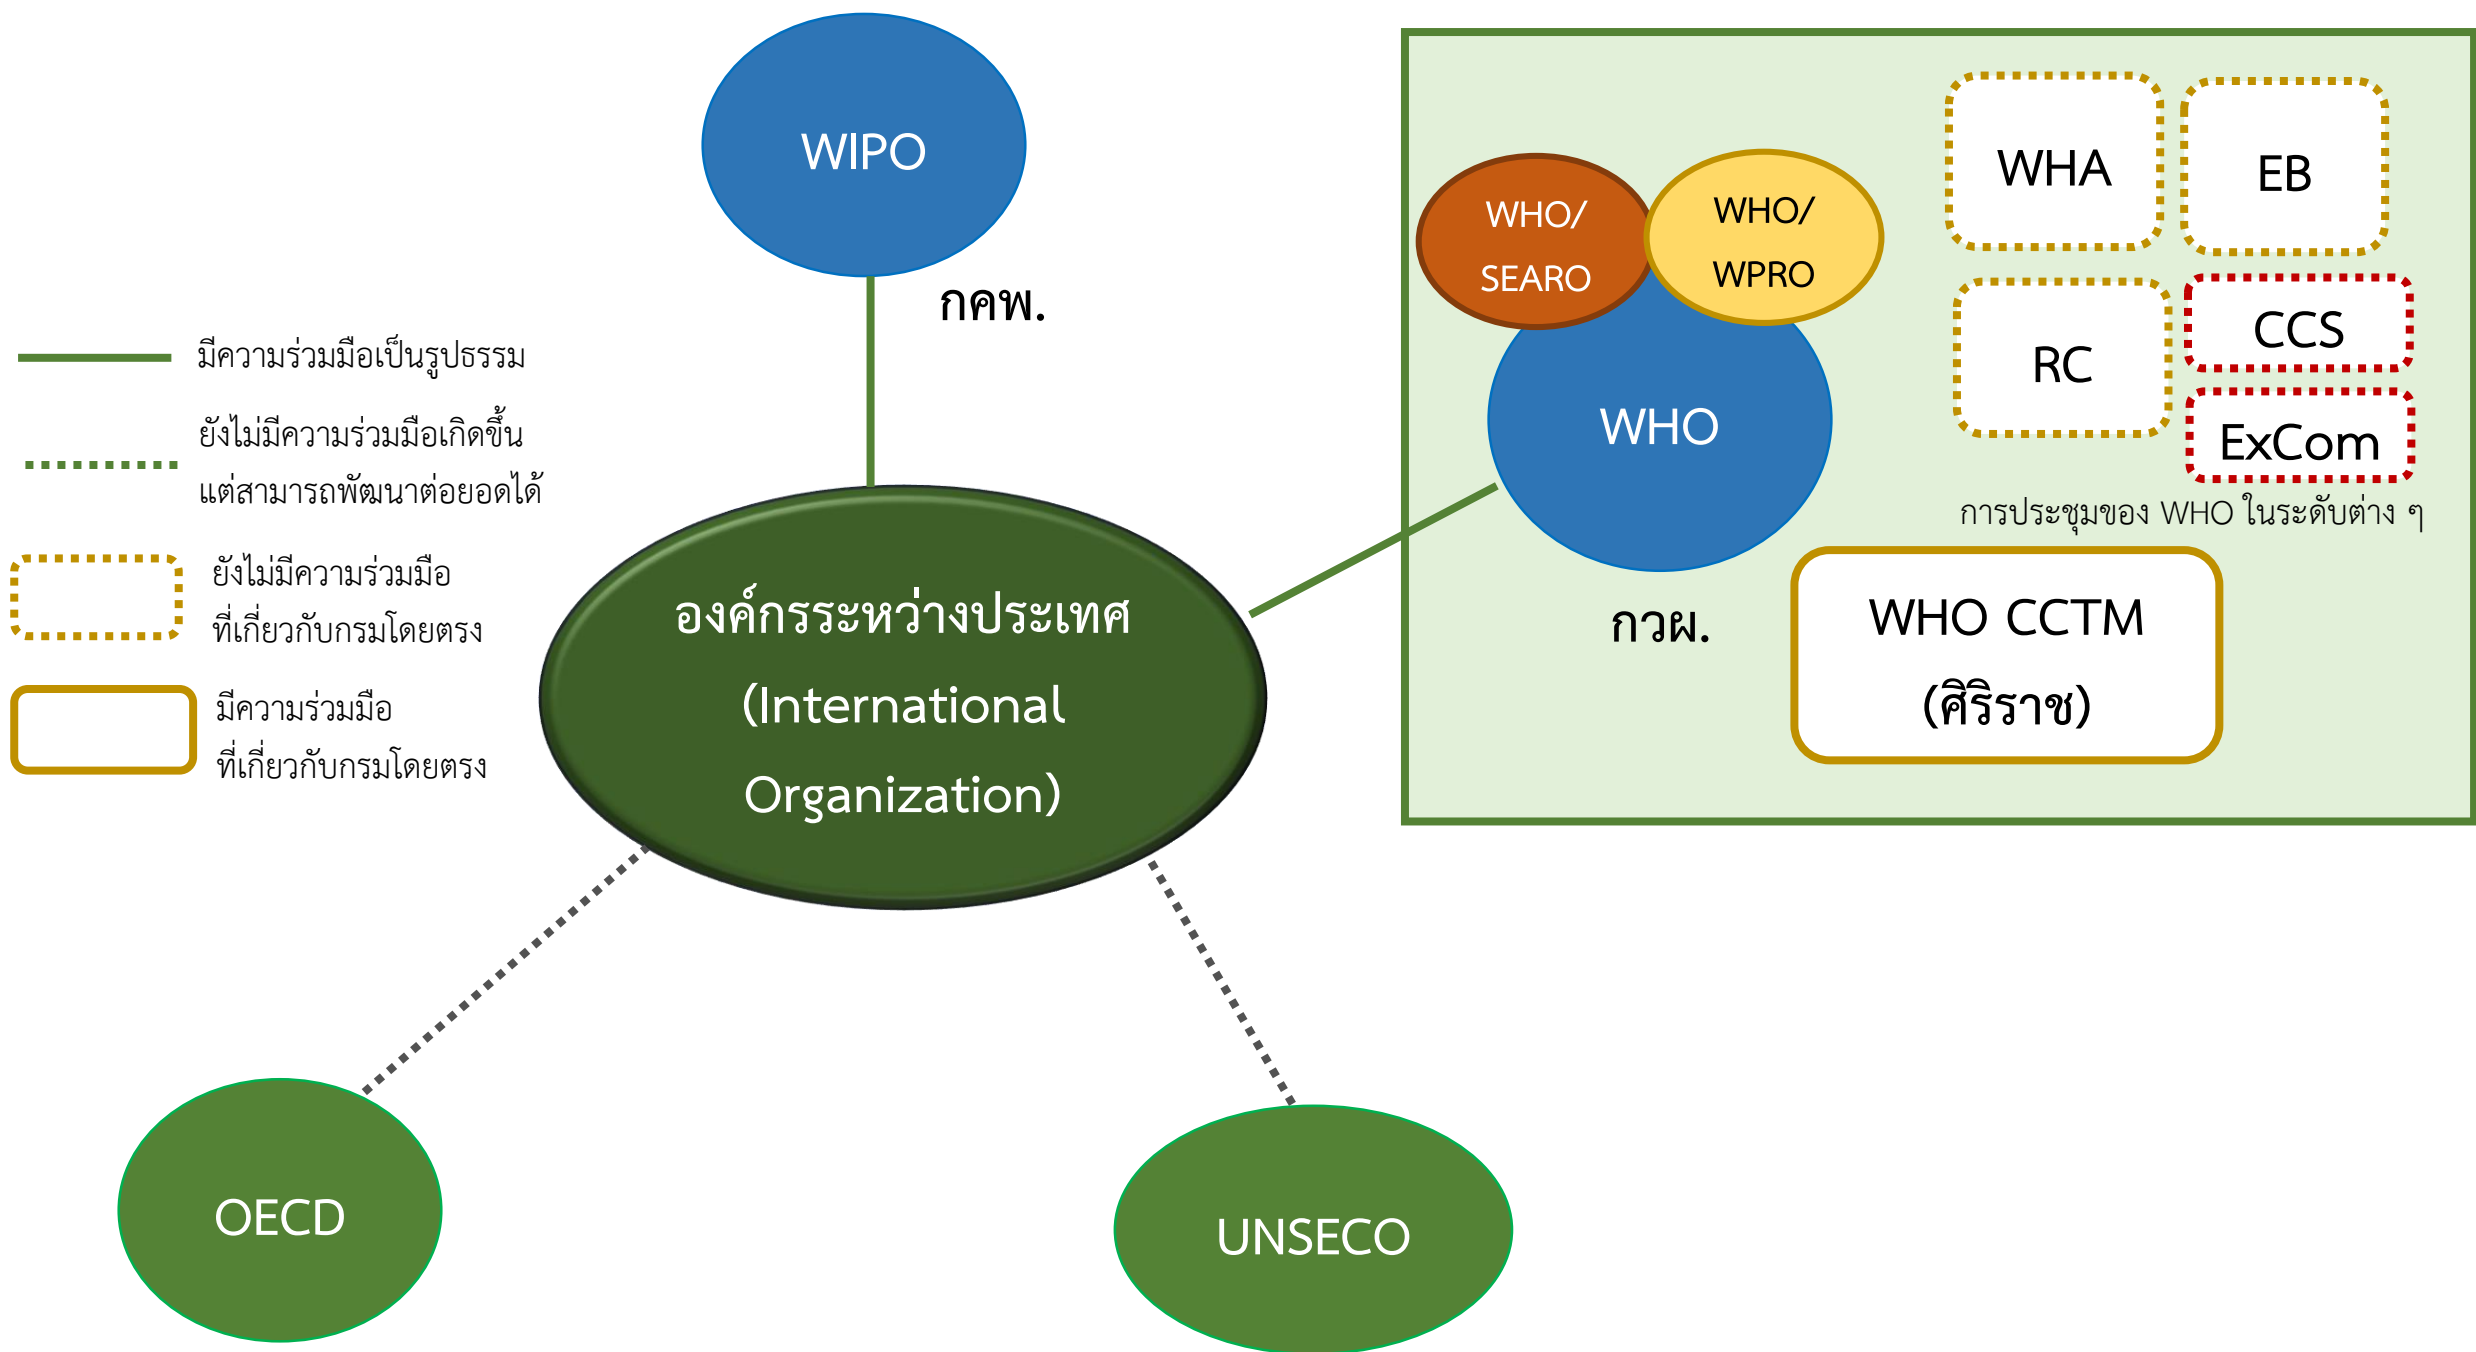 WIPO
กคพ.
มีความร่วมมือเป็นรูปธรรม
ยังไม่มีความร่วมมือเกิดขึ้น
แต่สามารถพัฒนาต่อยอดได้
ยังไม่มีความร่วมมือ
ที่เกี่ยวกับกรมโดยตรง
มีความร่วมมือ
ที่เกี่ยวกับกรมโดยตรง
องค์กรระหว่างประเทศ
(International
Organization)
WHO/
SEARO
WHO/
WPRO
WHO
กวผ.
WHA
EB
RC
CCS
ExCom
การประชุมของ WHO ในระดับต่าง ๆ
WHO CCTM
(ศิริราช)
OECD
UNSECO